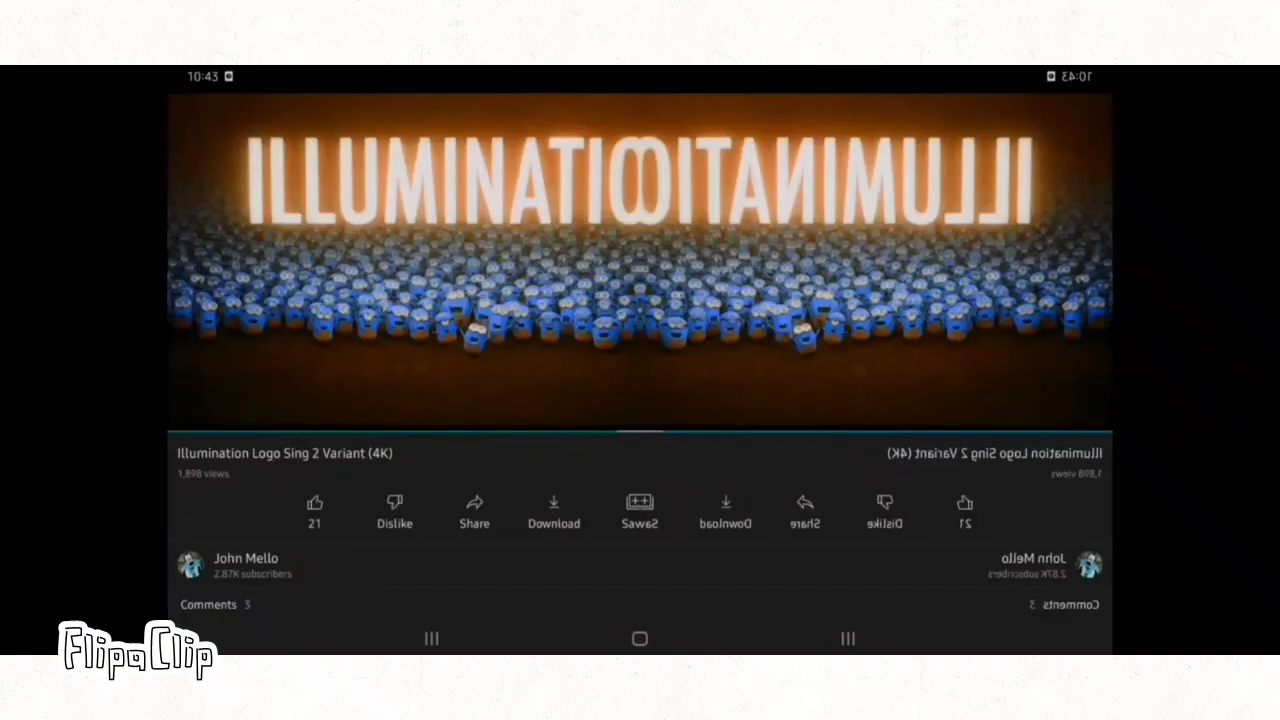 10:43 10:43
ILLUMINATIOITANIMULLI
Illumination Logo Sing 2 Variant (4K) Illumination Logo Sing 2 Variant (4K)
1,898 views 1,898 views
21 Dislike Share Download SawaS Download Share Dislike 21
John Mello John Mello
2.87K subscribers 2.87K subscribers
Comments 3 Comments 3
FlipaClip